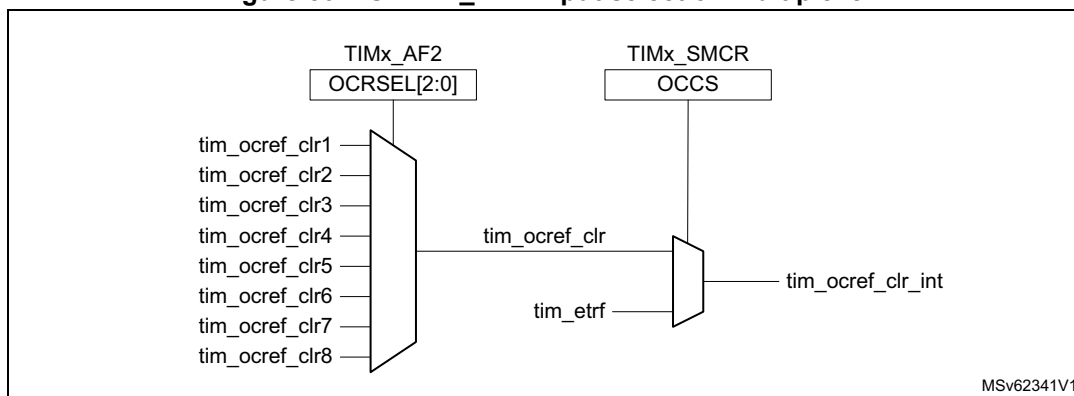 TIMx_AF2
TIMx_SMCR
OCRSEL[2:0]
OCCS
tim_ocref_clr1
tim_ocref_clr2
tim_ocref_clr3
tim_ocref_clr4
tim_ocref_clr5
tim_ocref_clr6
tim_ocref_clr7
tim_ocref_clr8
tim_ocref_clr
tim_etrf
tim_ocref_clr_int
MSv62341V1